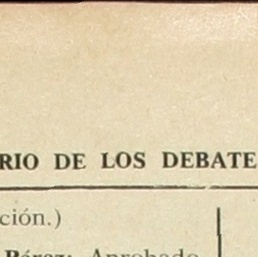 RIO DE LOS DEBATE
ción.)
Pérez: Aprobado